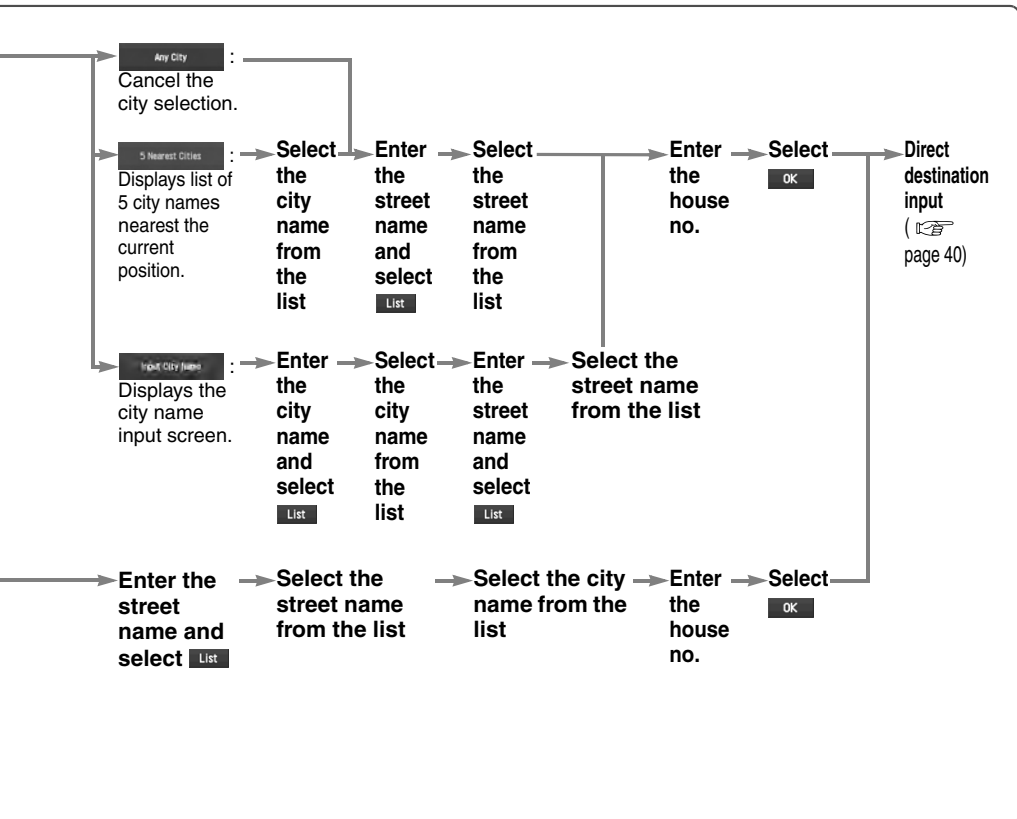 Any City :
Cancel the
city selection.
5 Nearest Cities :
Displays list of
5 city names
nearest the
current
position.
Select
the
city
name
from
the
list
Enter
the
street
name
and
select
List
Select
the
street
name
from
the
list
Enter
the
house
no.
Select
OK
Direct
destination
input
(
page 40)
Input City Name :
Displays the
city name
input screen.
Enter
the
city
name
and
select
List
Select
the
city
name
from
the
list
Enter
the
street
name
and
select
List
Select the
street name
from the list
Enter the
street
name and
select List
Select the
street name
from the list
Select the city
name from the
list
Enter
the
house
no.
Select
OK